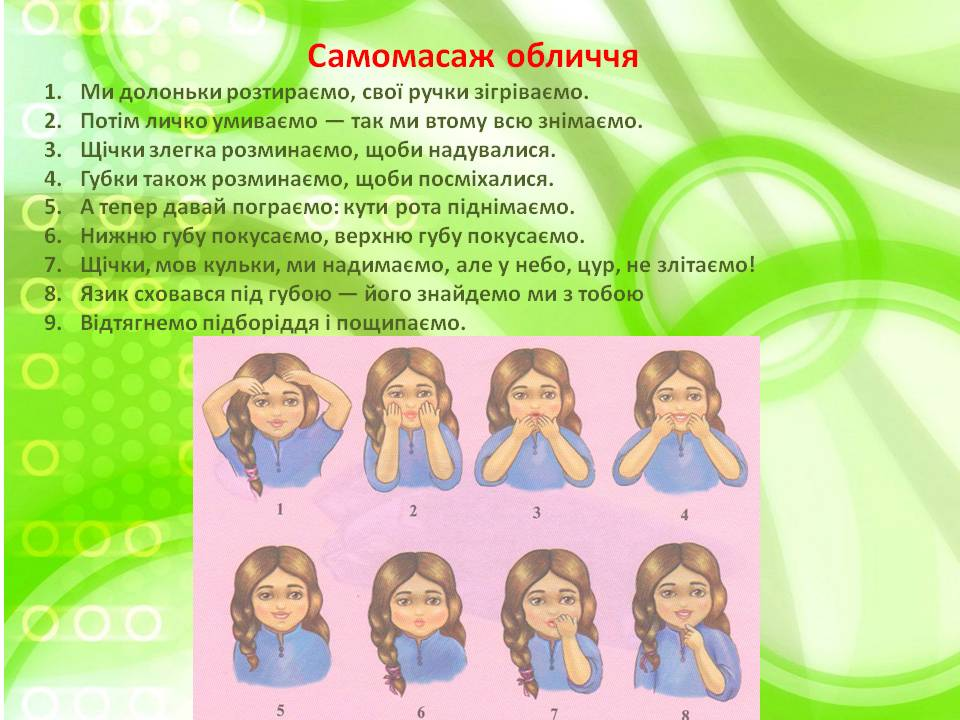 Самомасаж обличчя
1. Ми долоньки розтираємо, свої ручки зігріваємо.
2. Потім личко умиваємо — так ми втому всю знімаємо.
3. Щічки злегка розминаємо, щоби надувалися.
4. Губки також розминаємо, щоби посміхалися.
5. А тепер давай пограємо: кути рота піднімаємо.
6. Нижню губу покусаємо, верхню губу покусаємо.
7. Щічки, мов кульки, ми надимаємо, але у небо, цур, не злітаємо!
8. Язик сховався під губою — його знайдемо ми з тобою
9. Відтягнемо підборіддя і пощипаємо.
1 2 3 4
5 6 7 8